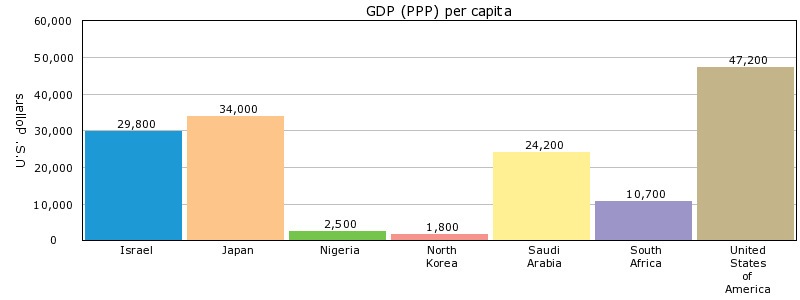 GDP (PPP) per capita
60,000
50,000
40,000
30,000
20,000
10,000
0
U.S. dollars
29,800
34,000
2,500
1,800
24,200
10,700
47,200
Israel
Japan
Nigeria
North
Korea
Saudi
Arabia
South
Africa
United
States
of
America